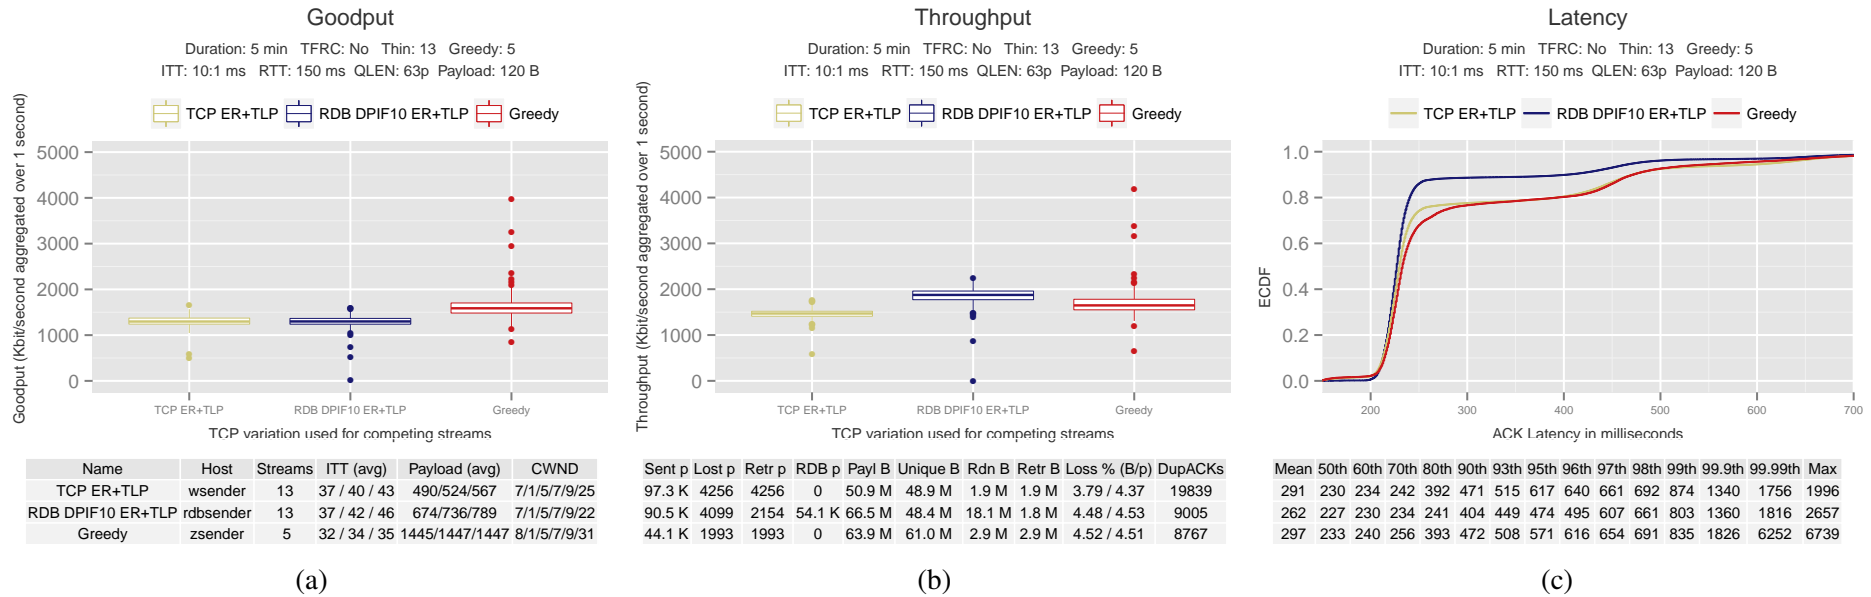 Goodput
Duration: 5 min TFRC: No Thin: 13 Greedy: 5
ITT: 10:1 ms RTT: 150 ms QLEN: 63p Payload: 120 B
TCP ER+TLP RDB DPIF10 ER+TLP Greedy
Goodput (Kbit/second aggregated over 1 second)
5000
4000
3000
2000
1000
0
TCP ER+TLP RDB DPIF10 ER+TLP Greedy
TCP variation used for competing streams
Name Host Streams ITT (avg) Payload (avg) CWND
TCP ER+TLP wsender 13 37 / 40 / 43 490/524/567 7/1/5/7/9/25
RDB DPIF10 ER+TLP rdbsender 13 37 / 42 / 46 674/736/789 7/1/5/7/9/22
Greedy zsender 5 32 / 34 / 35 1445/1447/1447 8/1/5/7/9/31
(a)
Throughput
Duration: 5 min TFRC: No Thin: 13 Greedy: 5
ITT: 10:1 ms RTT: 150 ms QLEN: 63p Payload: 120 B
TCP ER+TLP RDB DPIF10 ER+TLP Greedy
Throughput (Kbit/second aggregated over 1 second)
5000
4000
3000
2000
1000
0
TCP ER+TLP RDB DPIF10 ER+TLP Greedy
TCP variation used for competing streams
Sent p Lost p Retr p RDB p Payl B Unique B Rdn B Retr B Loss % (B/p) DupACKs
97.3 K 4256 4256 0 50.9 M 48.9 M 1.9 M 1.9 M 3.79 / 4.37 19839
90.5 K 4099 2154 54.1 K 66.5 M 48.4 M 18.1 M 1.8 M 4.48 / 4.53 9005
44.1 K 1993 1993 0 63.9 M 61.0 M 2.9 M 2.9 M 4.52 / 4.51 8767
(b)
Latency
Duration: 5 min TFRC: No Thin: 13 Greedy: 5
ITT: 10:1 ms RTT: 150 ms QLEN: 63p Payload: 120 B
TCP ER+TLP RDB DPIF10 ER+TLP Greedy
ECDF
1.0
0.8
0.6
0.4
0.2
0.0
200 300 400 500 600 700
ACK Latency in milliseconds
Mean 50th 60th 70th 80th 90th 93th 95th 96th 97th 98th 99th 99.9th 99.99th Max
291 230 234 242 392 471 515 617 640 661 692 874 1340 1756 1996
262 227 230 234 241 404 449 474 495 607 661 803 1360 1816 2657
297 233 240 256 393 472 508 571 616 654 691 835 1826 6252 6739
(c)